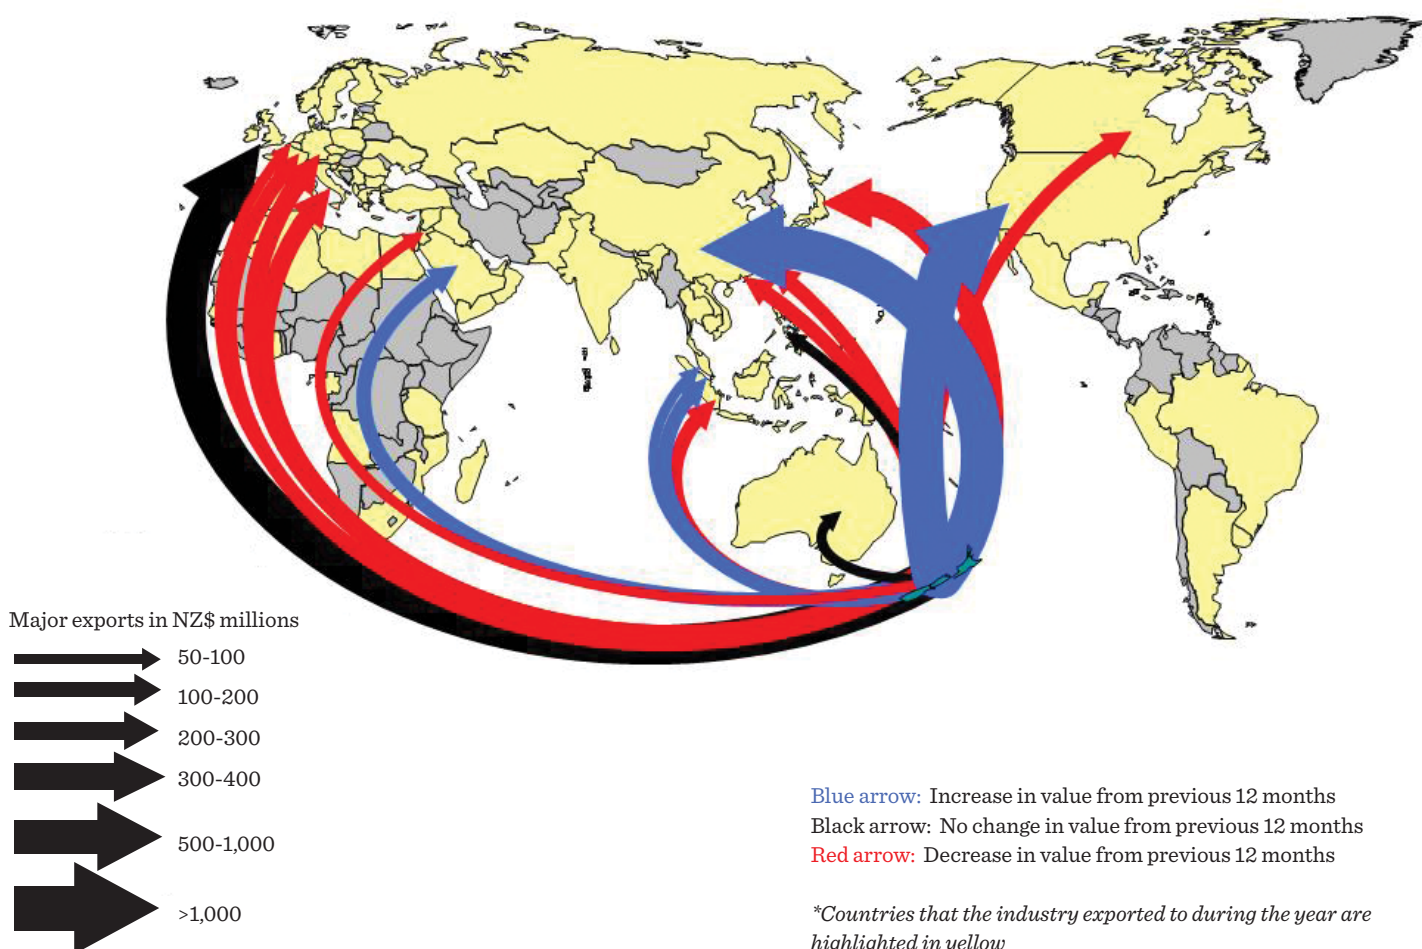 Major exports in NZ$ millions
50-100
100-200
200-300
300-400
500-1,000
>1,000
Blue arrow: Increase in value from previous 12 months
Black arrow: No change in value from previous 12 months
Red arrow: Decrease in value from previous 12 months
*Countries that the industry exported to during the year are
highlighted in yellow